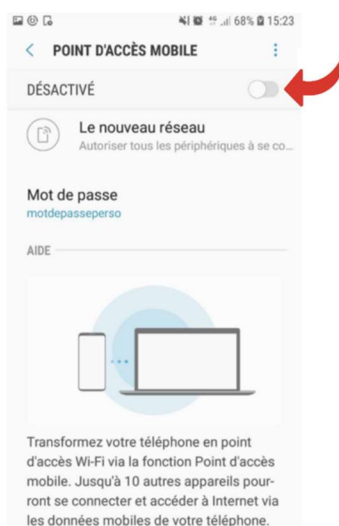 68% 15:23
POINT D'ACCÈS MOBILE
DÉSACTIVÉ
Le nouveau réseau
Autoriser tous les périphériques à se co...
Mot de passe
motdepasseperso
AIDE
Transformez votre téléphone en point
d'accès Wi-Fi via la fonction Point d'accès
mobile. Jusqu'à 10 autres appareils pour-
ront se connecter et accéder à Internet via
les données mobiles de votre téléphone.